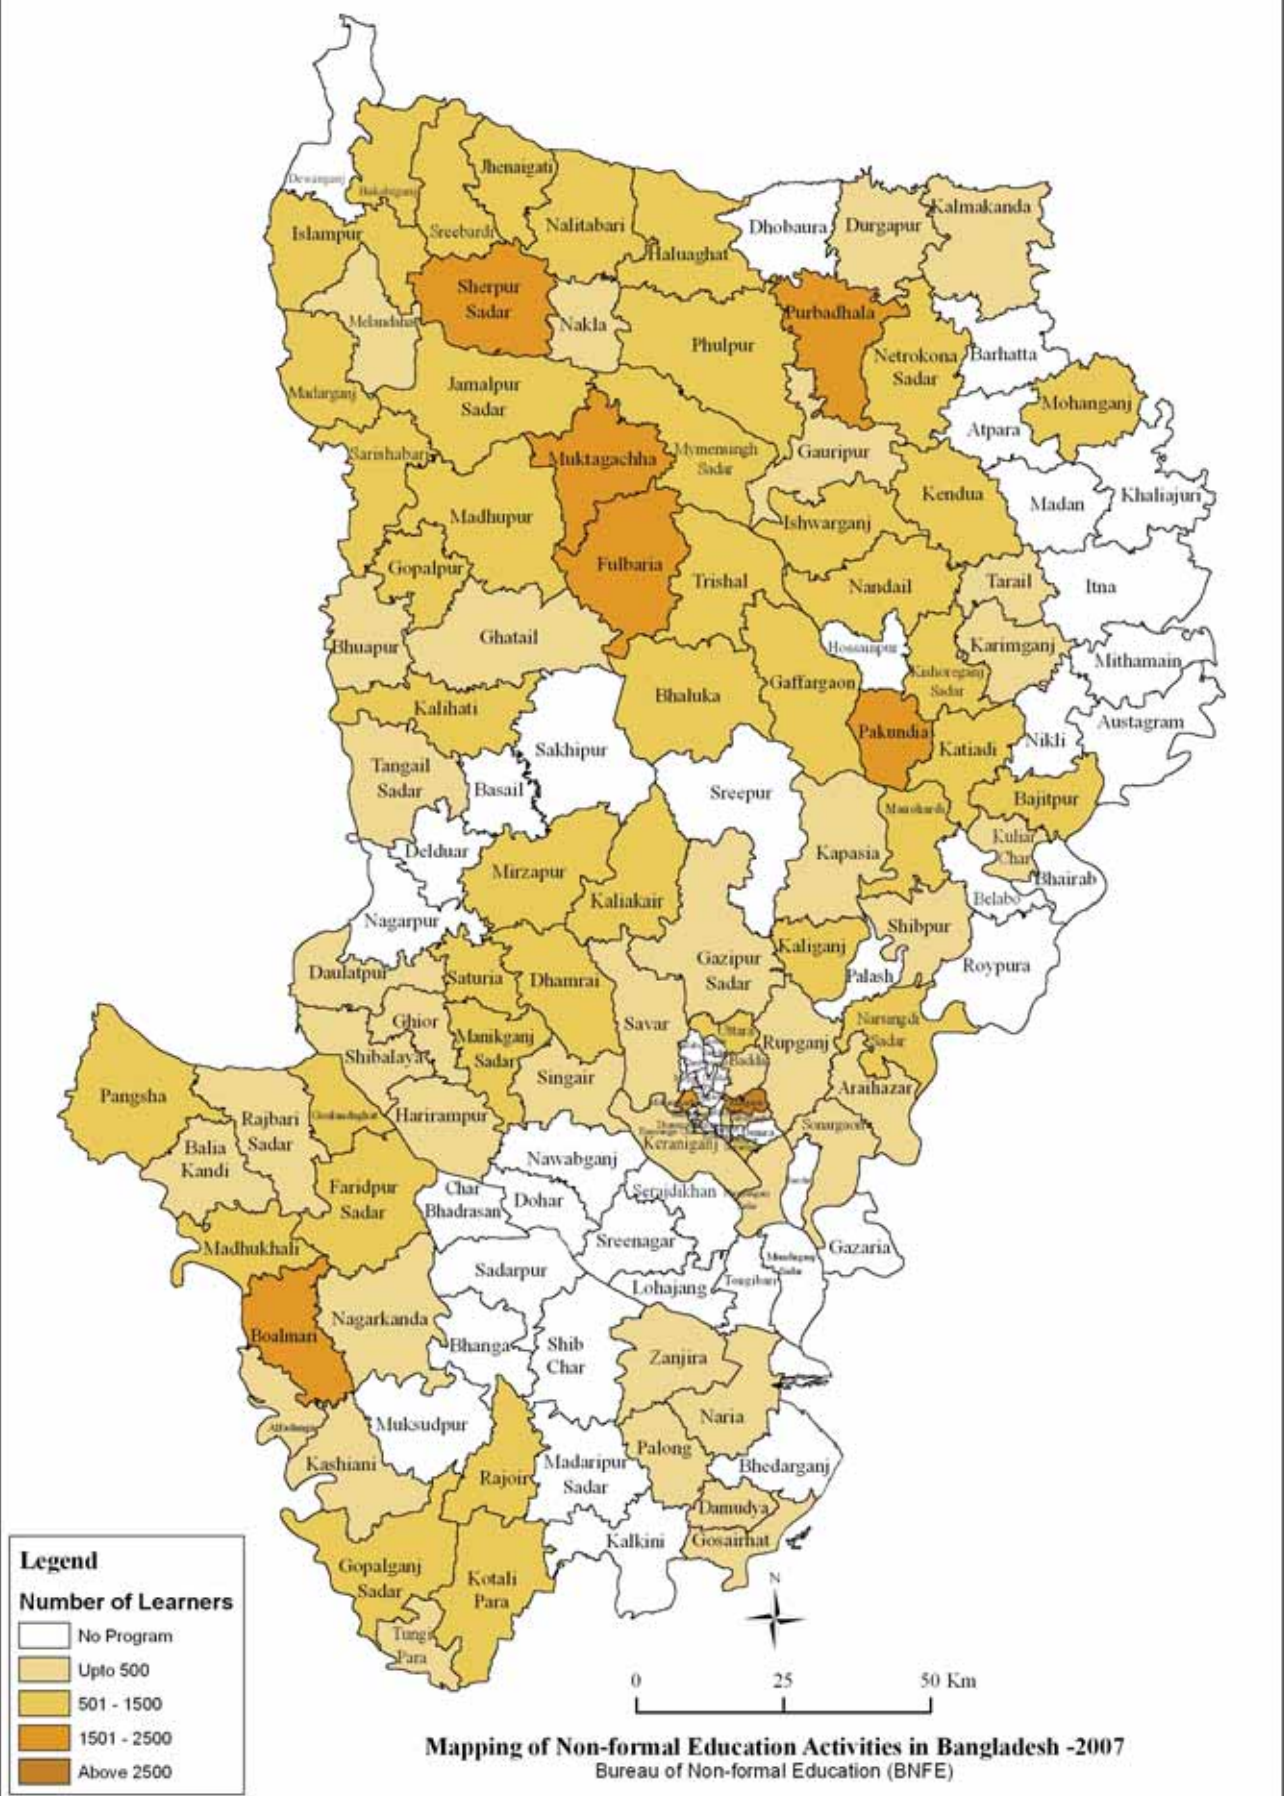 Dewanganj
Jhenaigati
Bakshiganj
Islampur
Sreebardi
Nalitabari
Haluaghat
Dhobaura
Durgapur
Kalmakanda
Sherpur
Sadar
Nakla
Melandaha
Phulpur
Purbadhala
Netrokona
Sadar
Barhatta
Madarganj
Jamalpur
Sadar
Mohanganj
Atpara
Sarishabari
Muktagachha
Mymensingh
Sadar
Gauripur
Kendua
Madan
Khaliajuri
Madhupur
Ishwarganj
Gopalpur
Fulbaria
Trishal
Nandail
Tarail
Itna
Bhuapur
Ghatail
Hossainpur
Karimganj
Mithamain
Kishoreganj
Sadar
Kalihati
Bhaluka
Gaffargaon
Pakundia
Katiadi
Nikli
Austagram
Tangail
Sadar
Basail
Sakhipur
Sreepur
Bajitpur
Manohardi
Delduar
Mirzapur
Kaliakair
Kapasia
Kuliar
Char
Bhairab
Belabo
Nagarpur
Shibpur
Daulatpur
Saturia
Dhamrai
Gazipur
Sadar
Kaliganj
Palash
Roypura
Ghior
Shibalaya
Manikganj
Sadar
Savar
Uttara
Rupganj
Narsingdi
Sadar
Badda
Singair
Araihazar
Pangsha
Rajbari
Sadar
Goalandaghat
Harirampur
Keraniganj
Demra
Sonargaon
Balia
Kandi
Faridpur
Sadar
Char
Bhadrasan
Nawabganj
Dohar
Serajdikhan
Sreenagar
Gazaria
Madhukhali
Sadarpur
Lohajang
Tongibari
Munshiganj
Sadar
Boalmari
Nagarkanda
Bhanga
Shib
Char
Zanjira
Naria
Alfadanga
Muksudpur
Kashiani
Rajoir
Madaripur
Sadar
Palong
Bhedarganj
Damudya
Gosairhat
Kalkini
Gopalganj
Sadar
Kotali
Para
Tungi
Para
N
Legend
Number of Learners
No Program
Upto 500
501 - 1500
1501 - 2500
Above 2500
0 25 50 Km
Mapping of Non-formal Education Activities in Bangladesh -2007
Bureau of Non-formal Education (BNFE)